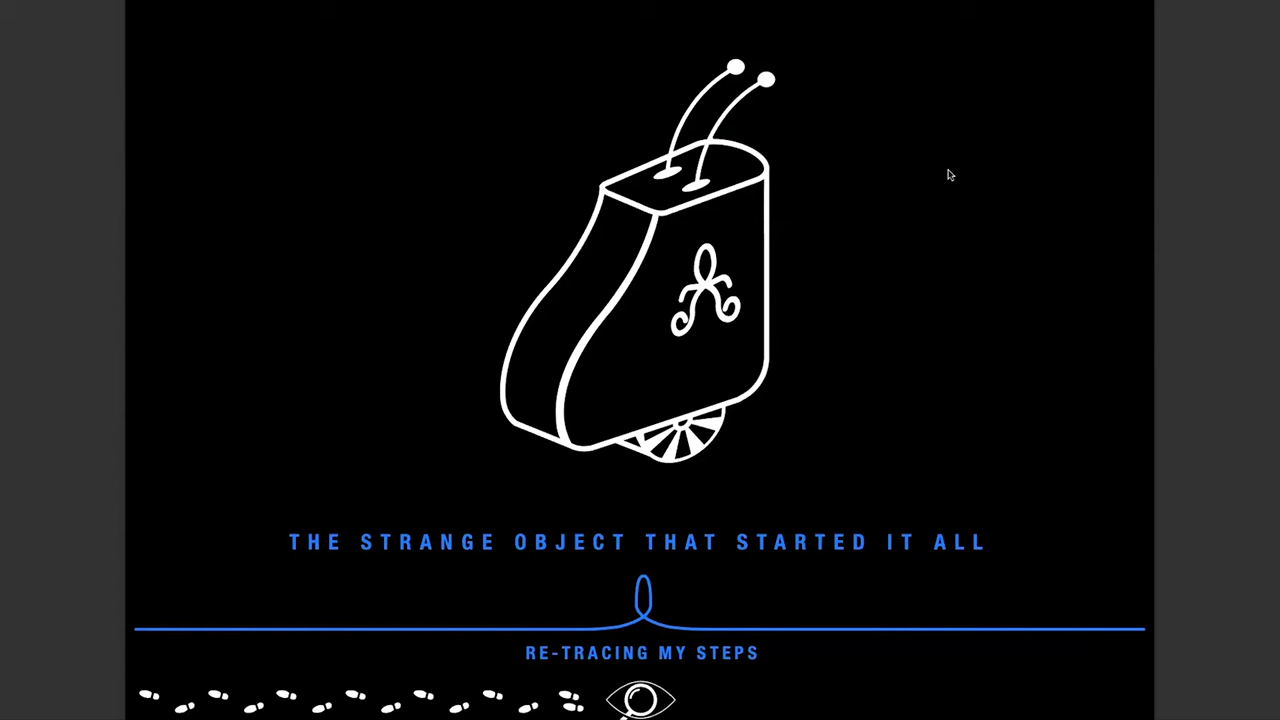 THE STRANGE OBJECT THAT STARTED IT ALL
RE-TRACING MY STEPS